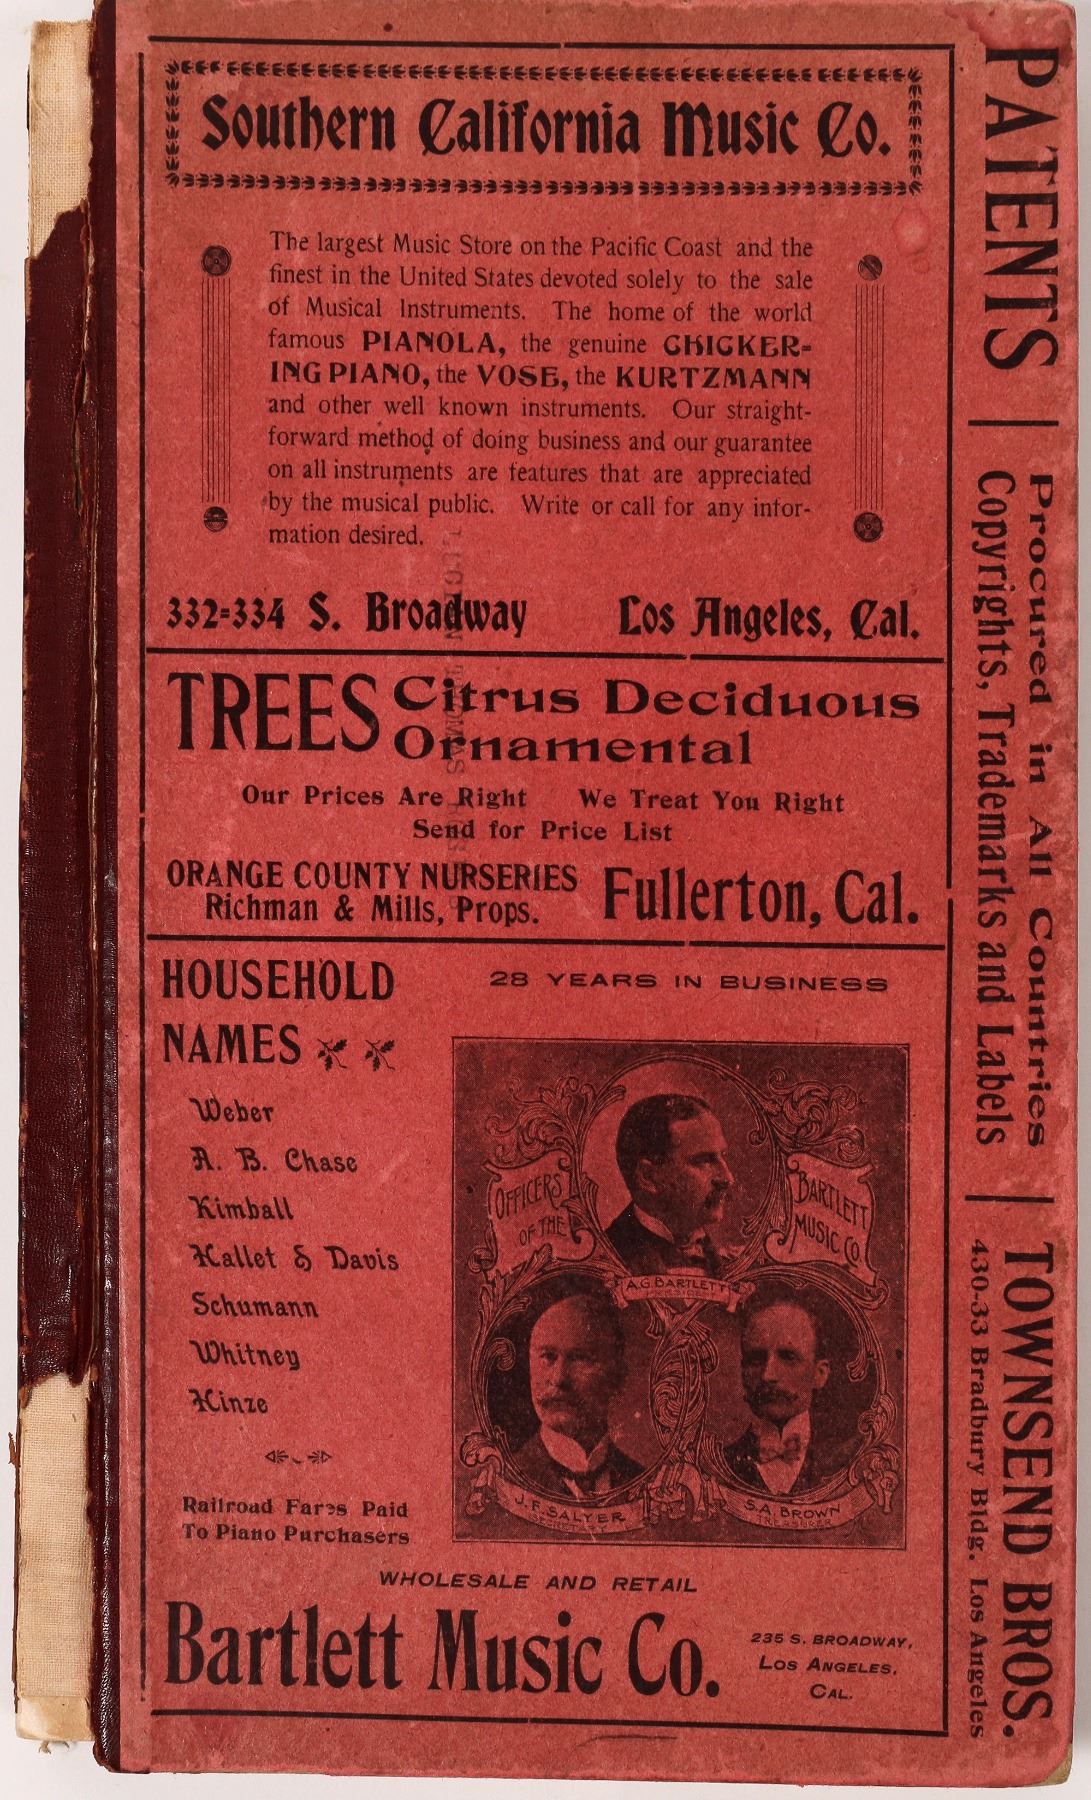 Southern California Music Co.
The largest Music Store on the Pacific Coast and the
finest in the United States devoted solely to the sale
of Musical Instruments. The home of the world
famous PIANOLA, the genuine CHICKER-
ING PIANO, the VOSE, the KURTZMANN
and other well known instruments. Our straight-
forward method of doing business and our guarantee
on all instruments are features that are appreciated
by the musical public. Write or call for any infor-
mation desired.
332-334 S. Broadway Los Angeles, Cal.
TREES Citrus Deciduous
Ornamental
Our Prices Are Right We Treat You Right
Send for Price List
ORANGE COUNTY NURSERIES
Richman & Mills, Props.
Fullerton, Cal.
HOUSEHOLD
NAMES
28 YEARS IN BUSINESS
Weber
A. B. Chase
Kimball
Hallet & Davis
Schumann
Whitney
Hinze
Railroad Fares Paid
To Piano Purchasers
OFFICERS
OF THE
BARTLETT
MUSIC CO.
A.G. BARTLETT
PRESIDENT
J.F. SALYER
SECRETARY
S.A. BROWN
TREASURER
WHOLESALE AND RETAIL
Bartlett Music Co.
235 S. BROADWAY,
LOS ANGELES,
CAL.
PATENTS
Procured in All Countries
Copyrights, Trademarks and Labels
TOWNSEND BROS.
430-33 Bradbury Bldg. Los Angeles